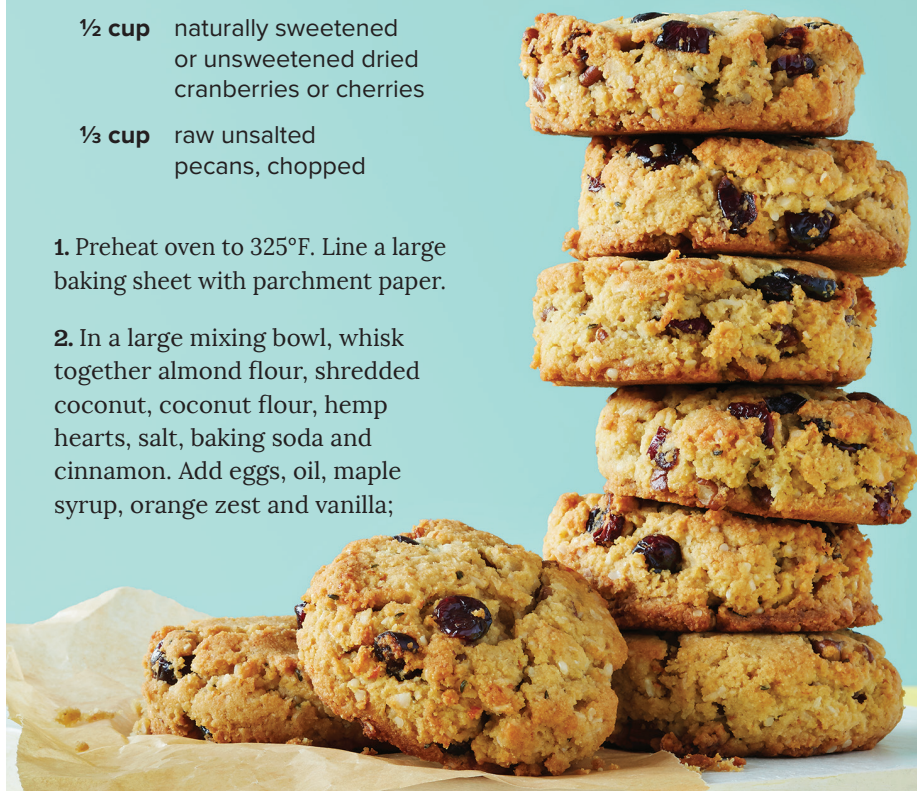 ½ cup naturally sweetened
or unsweetened dried
cranberries or cherries
⅓ cup raw unsalted
pecans, chopped
1. Preheat oven to 325°F. Line a large
baking sheet with parchment paper.
2. In a large mixing bowl, whisk
together almond flour, shredded
coconut, coconut flour, hemp
hearts, salt, baking soda and
cinnamon. Add eggs, oil, maple
syrup, orange zest and vanilla;